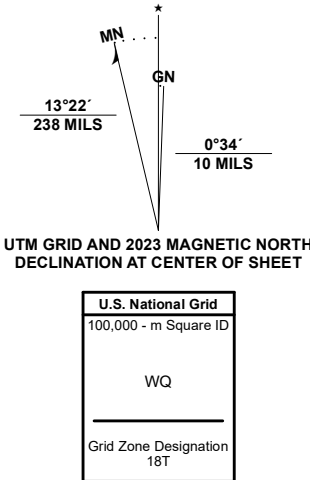 ★
MN
GN
13°22´
238 MILS
0°34´
10 MILS
UTM GRID AND 2023 MAGNETIC NORTH
DECLINATION AT CENTER OF SHEET
U.S. National Grid
100,000 - m Square ID
WQ
Grid Zone Designation
18T